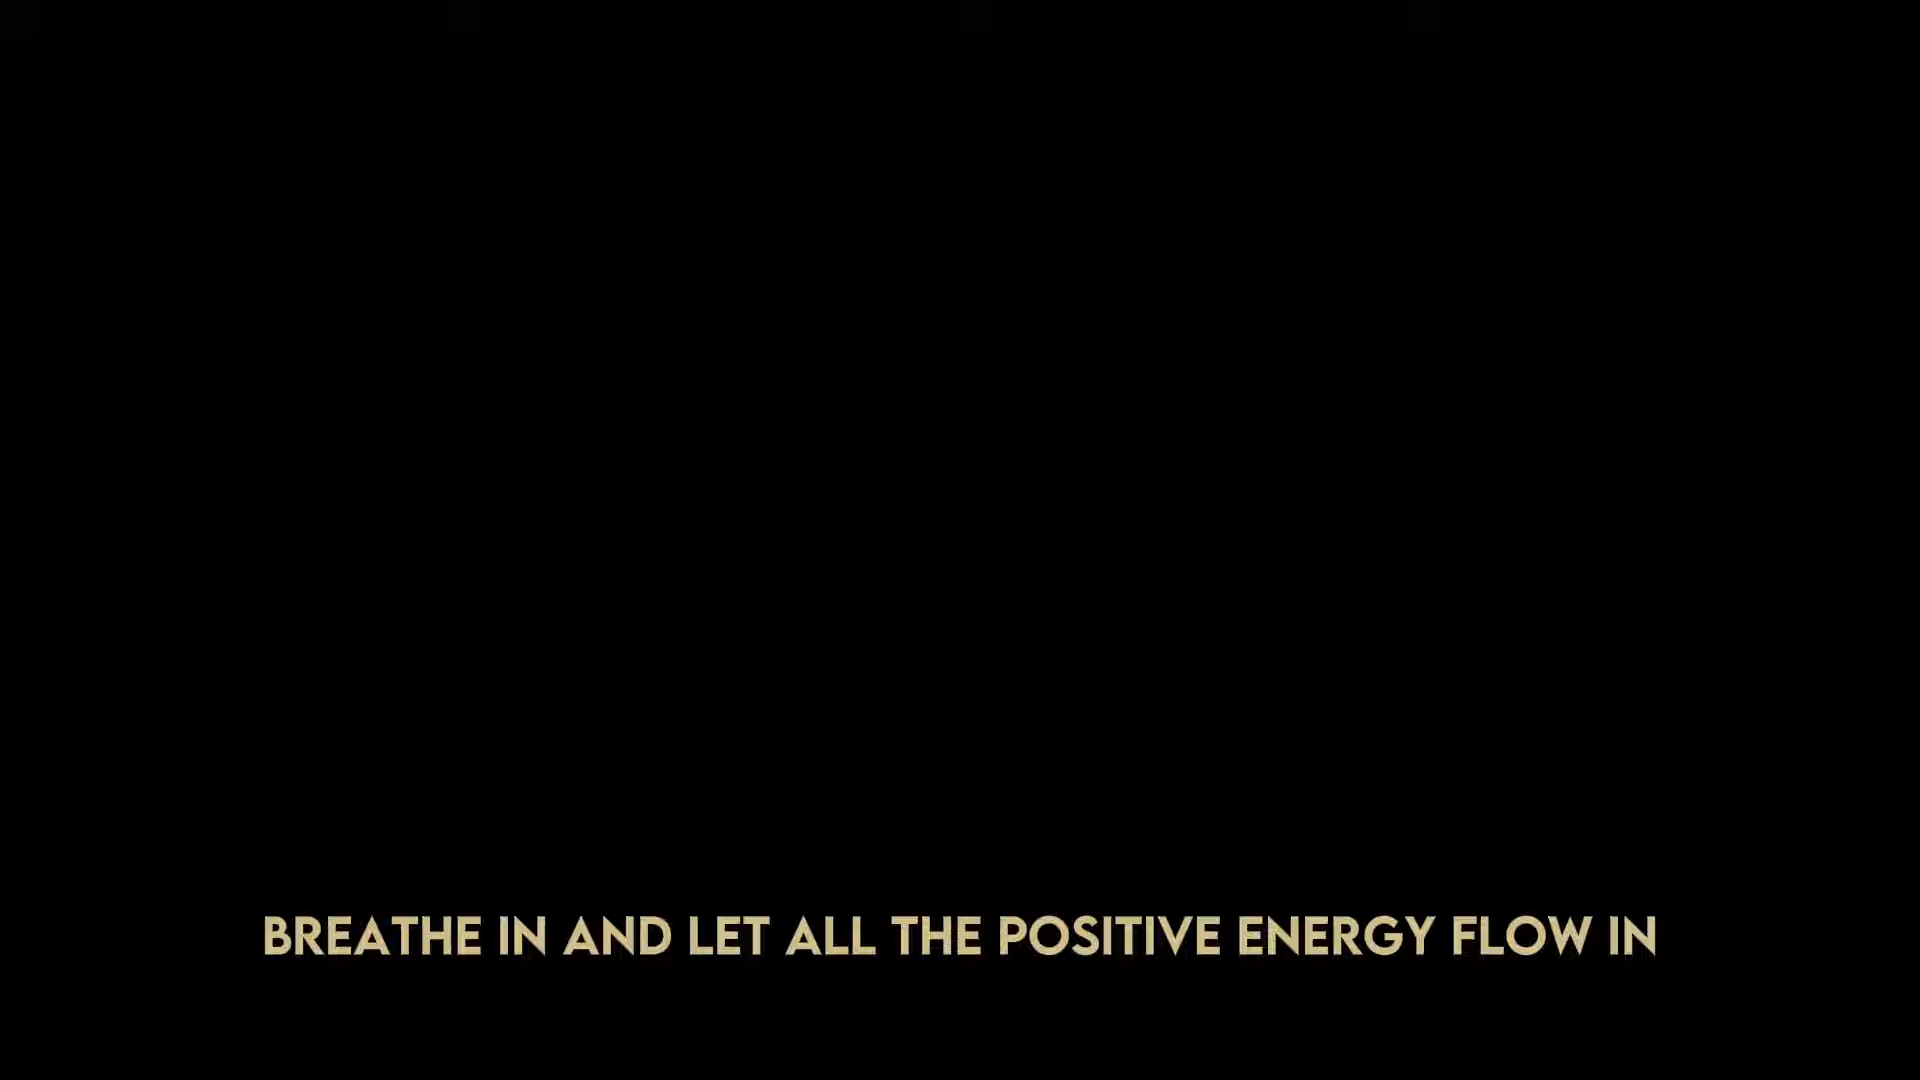 BREATHE IN AND LET ALL THE POSITIVE ENERGY FLOW IN